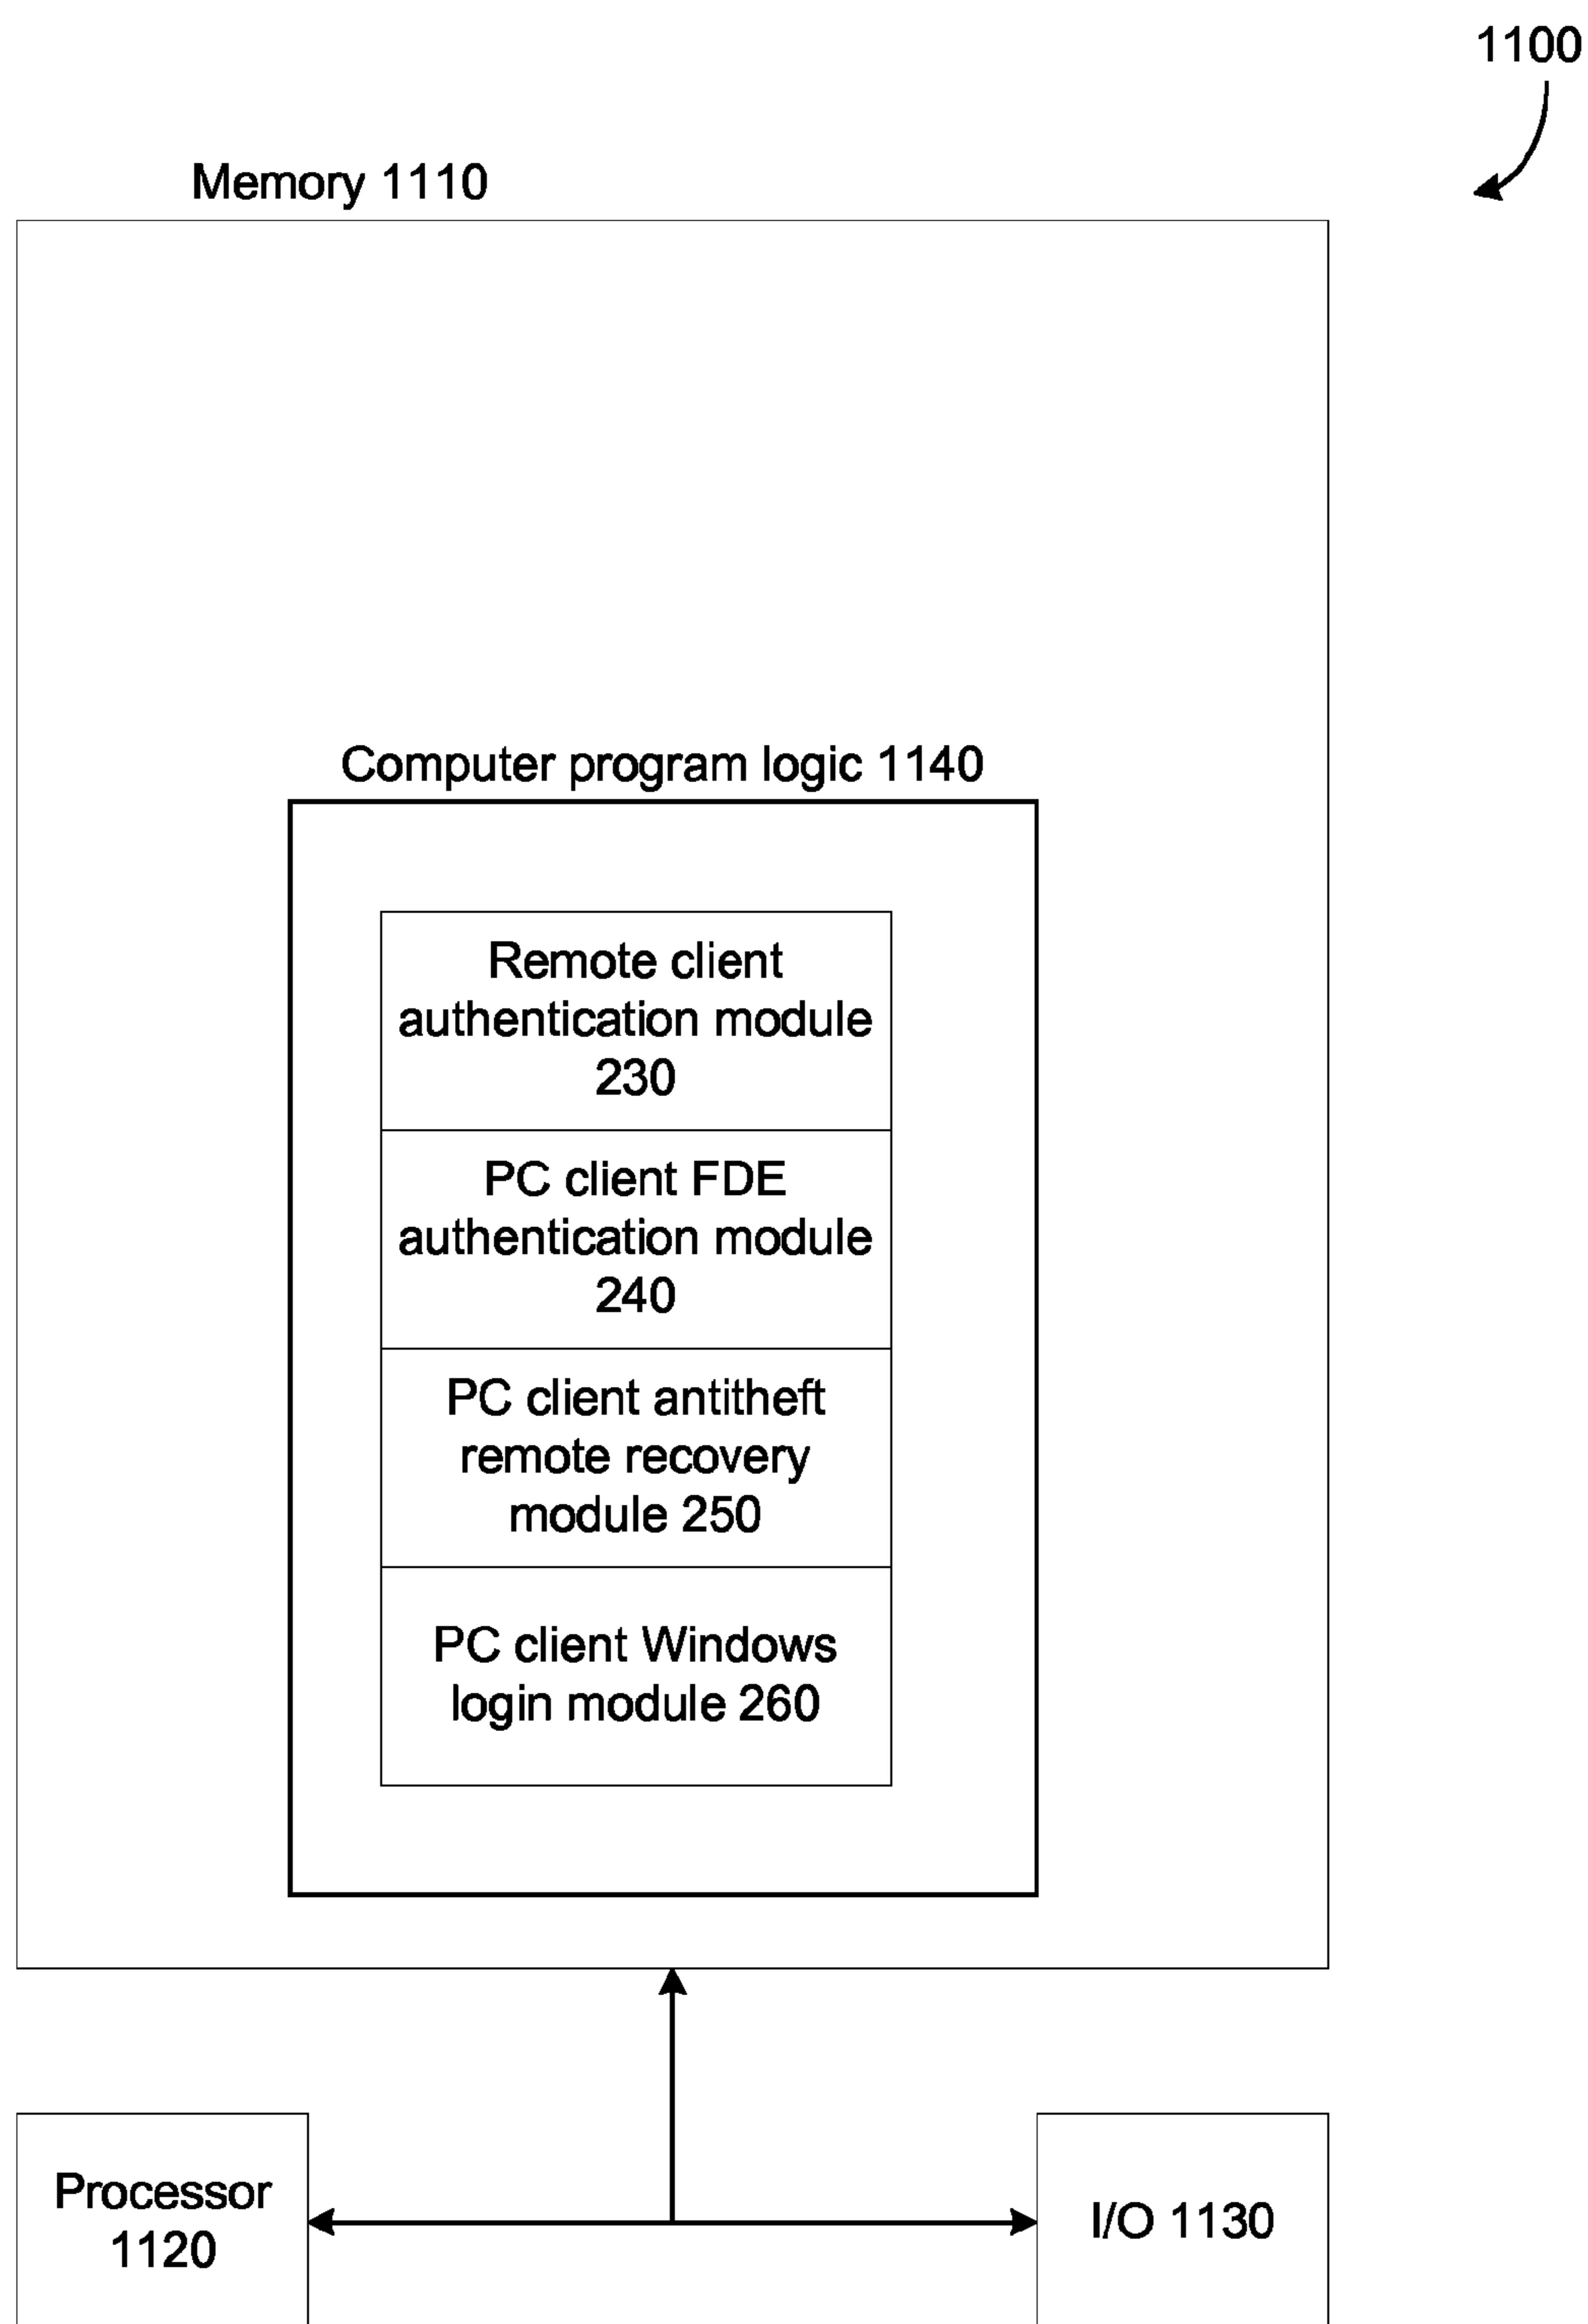 1100
Memory 1110
Computer program logic 1140
Remote client
authentication module
230
PC client FDE
authentication module
240
PC client antitheft
remote recovery
module 250
PC client Windows
login module 260
Processor
1120
I/O 1130